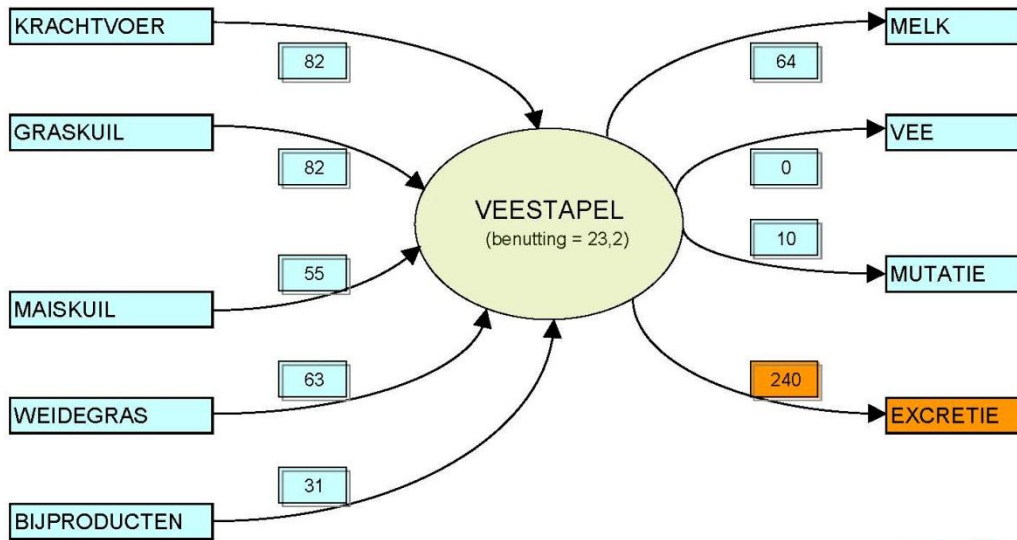 KRACHTVOER
82
GRASKUIL
82
MAISKUIL
55
WEIDEGRAS
63
BIJPRODUCTEN
31
VEESTAPEL
(benutting = 23,2)
MELK
64
VEE
0
MUTATIE
10
EXCRETIE
240